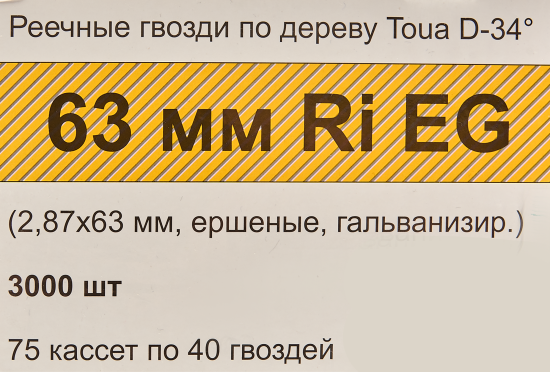 Реечные гвозди по дереву Toua D-34°
63 мм Ri EG
(2,87х63 мм, ершеные, гальванизир.)
3000 шт
75 кассет по 40 гвоздей